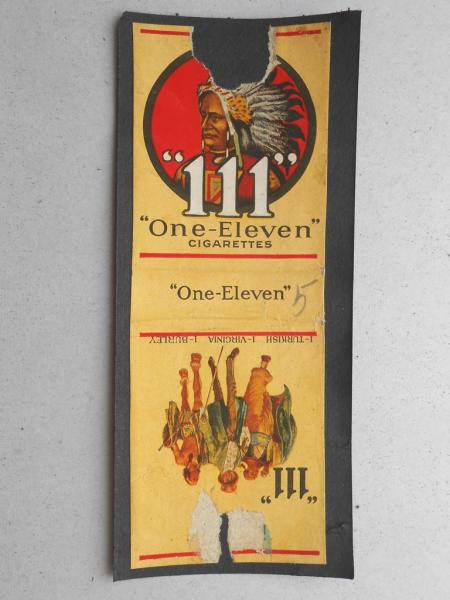 "111"
"One-Eleven"
CIGARETTES
"One-Eleven" 5
1-TURKISH 1-VIRGINIA 1-BURLEY
"111"